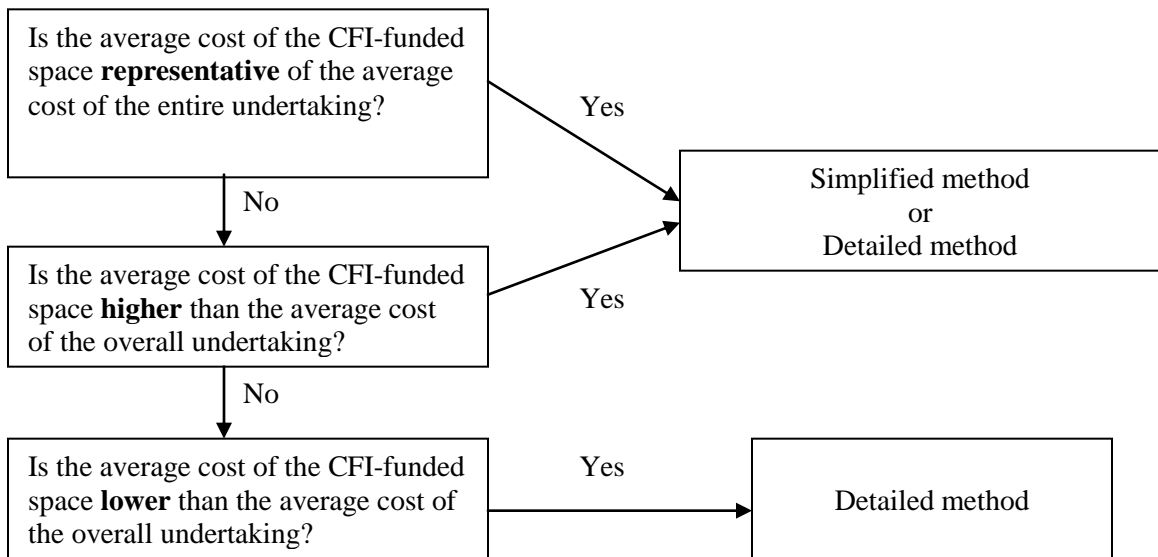 Is the average cost of the CFI-funded
space representative of the average
cost of the entire undertaking?
Yes
Simplified method
or
Detailed method
No
Is the average cost of the CFI-funded
space higher than the average cost
of the overall undertaking?
Yes
No
Is the average cost of the CFI-funded
space lower than the average cost of
the overall undertaking?
Yes
Detailed method